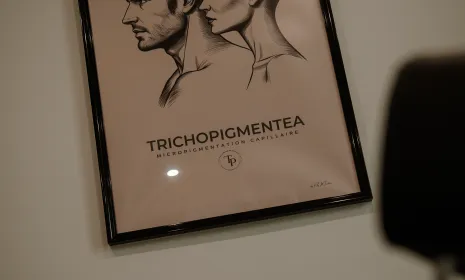 TRICHOPIGMENTEA
MICROPIGMENTATION CAPILLAIRE
TP